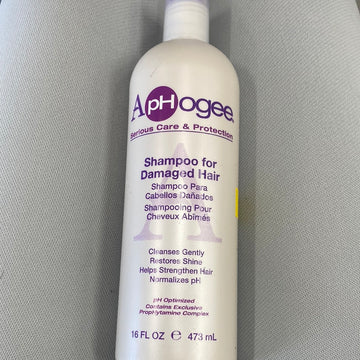 ApHogee
Serious Care & Protection
Shampoo for
Damaged Hair
Shampoo Para
Cabellos Dañados
Shampooing Pour
Cheveux Abîmés
Cleanses Gently
Restores Shine
Helps Strengthen Hair
Normalizes pH
pH Optimized
Contains Exclusive
PropHytamine Complex
16 FL OZ ℮ 473 mL